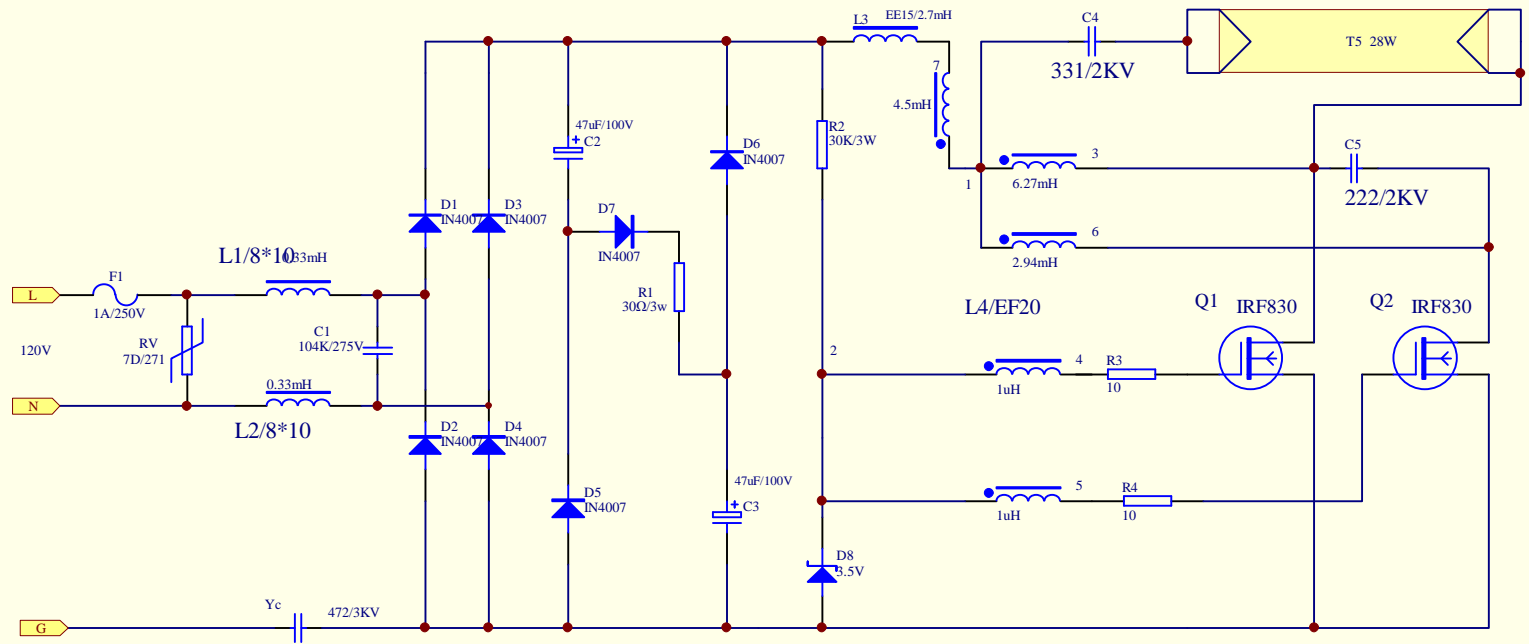 L3
EE15/2.7mH
C4
331/2KV
T5 28W
7
4.5mH
47uF/100V
C2
D6
IN4007
R2
30K/3W
3
6.27mH
1
C5
222/2KV
D1
IN4007
D3
IN4007
D7
IN4007
6
2.94mH
L1/8*10
0.33mH
F1
1A/250V
L
R1
30Ω/3w
L4/EF20
Q1
IRF830
Q2
IRF830
120V
RV
7D/271
C1
104K/275V
2
4
1uH
R3
10
0.33mH
N
L2/8*10
D2
IN4007
D4
IN4007
47uF/100V
C3
D5
IN4007
5
1uH
R4
10
D8
3.5V
Yc
472/3KV
G